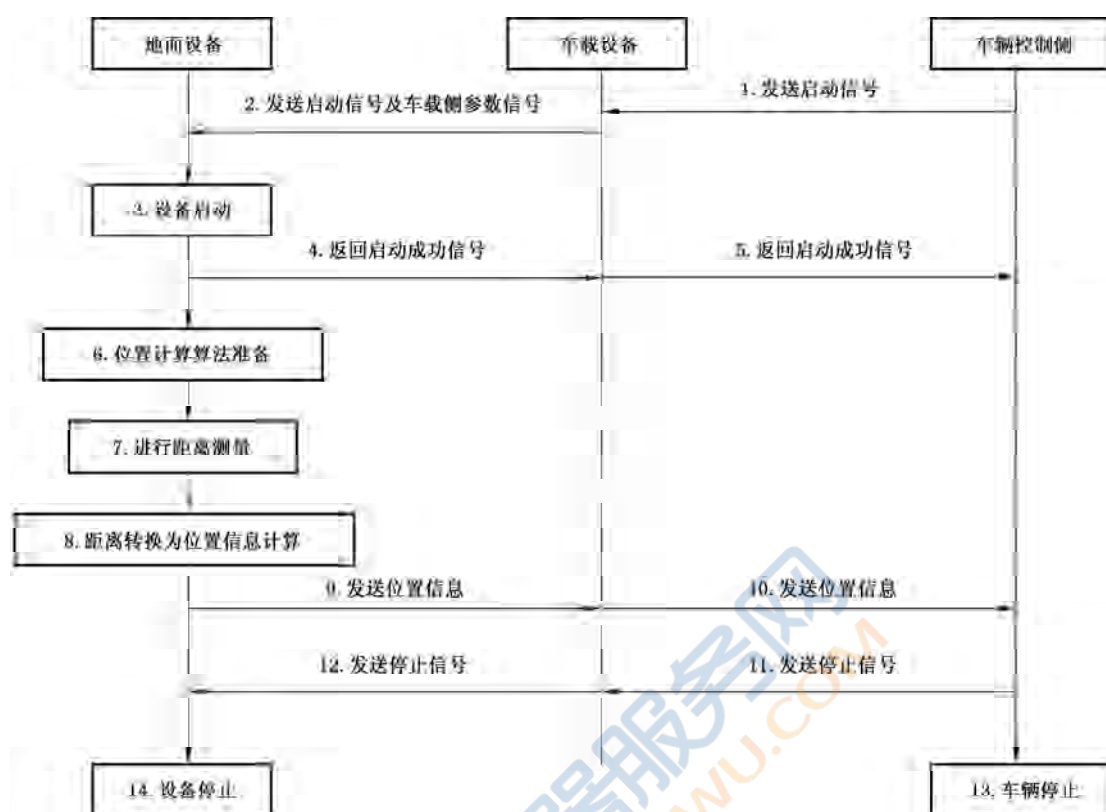 地面设备
车载设备
车辆控制侧
1. 发送启动信号
2. 发送启动信号及车载侧参数信号
3. 设备启动
4. 返回启动成功信号
5. 返回启动成功信号
6. 位置计算算法准备
7. 进行距离测量
8. 距离转换为位置信息计算
9. 发送位置信息
10. 发送位置信息
12. 发送停止信号
11. 发送停止信号
14. 设备停止
13. 车辆停止
器服务网
WU.COM